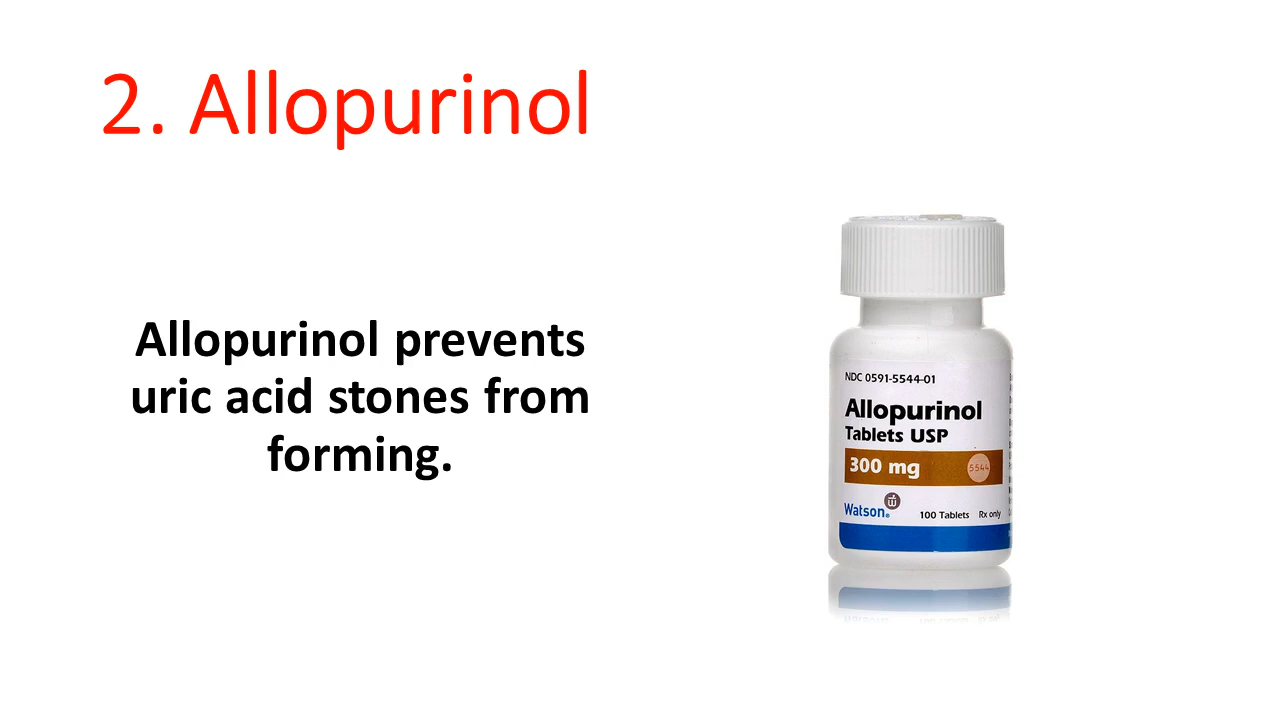 2. Allopurinol
Allopurinol prevents
uric acid stones from
forming.
NDC 0591-5544-01
Allopurinol
Tablets USP
300 mg
5544
Watson®
100 Tablets Rx only